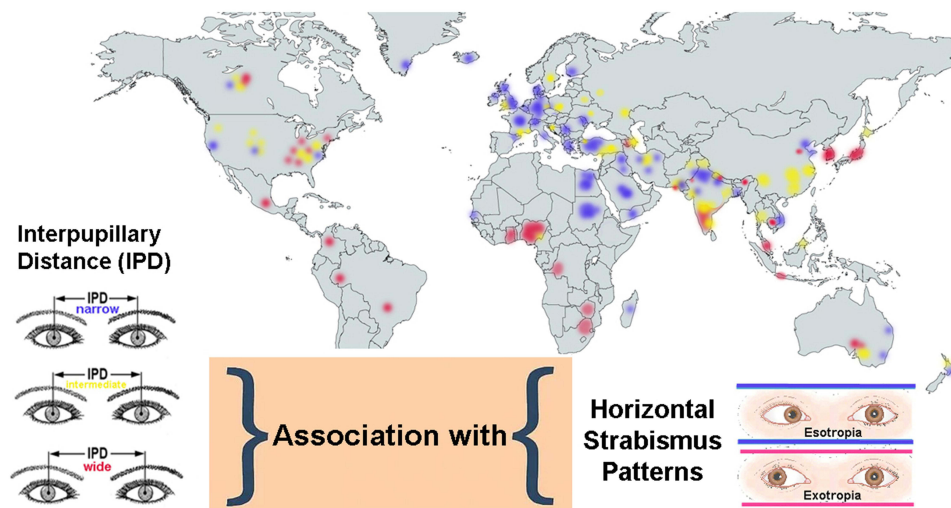 Interpupillary
Distance (IPD)
IPD
narrow
IPD
intermediate
IPD
wide
Association with
Horizontal
Strabismus
Patterns
Esotropia
Exotropia